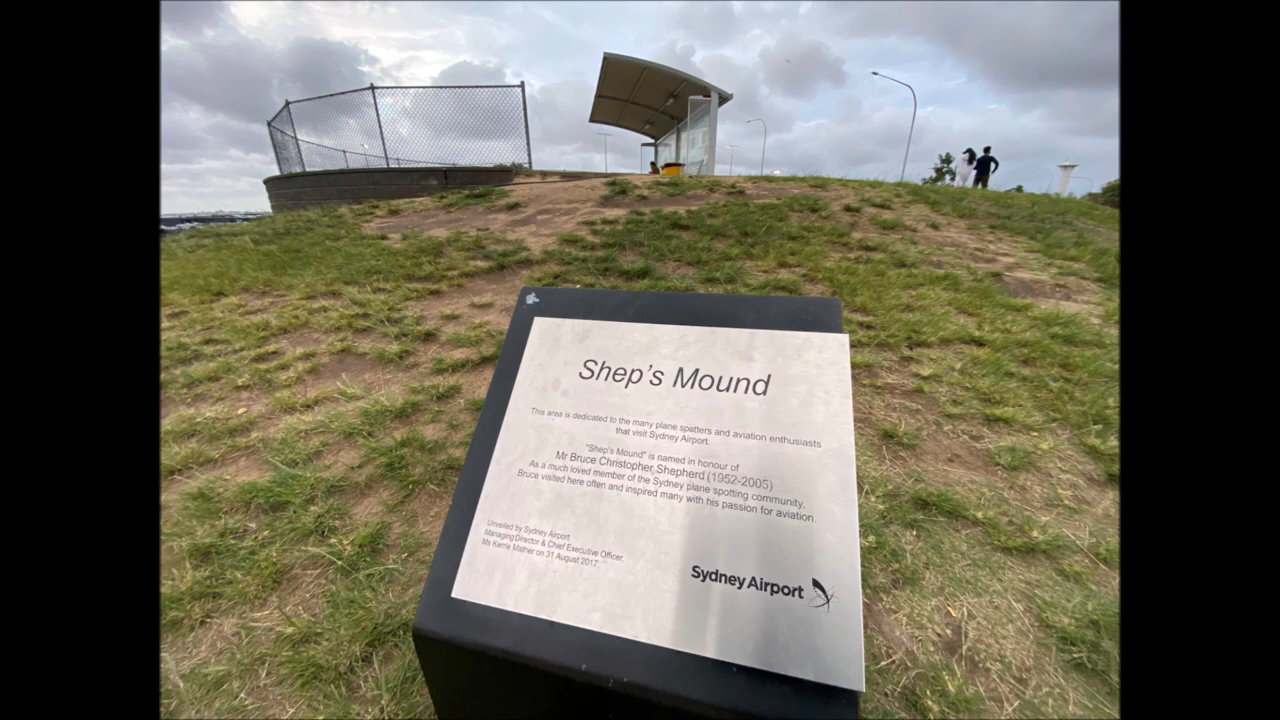 Shep's Mound
This area is dedicated to the many plane spotters and aviation enthusiasts
that visit Sydney Airport.
"Shep's Mound" is named in honour of
Mr Bruce Christopher Shepherd (1952-2005)
As a much loved member of the Sydney plane spotting community,
Bruce visited here often and inspired many with his passion for aviation.
Unveiled by Sydney Airport
Managing Director & Chief Executive Officer,
Ms Kerrie Mather on 31 August 2017.
Sydney Airport